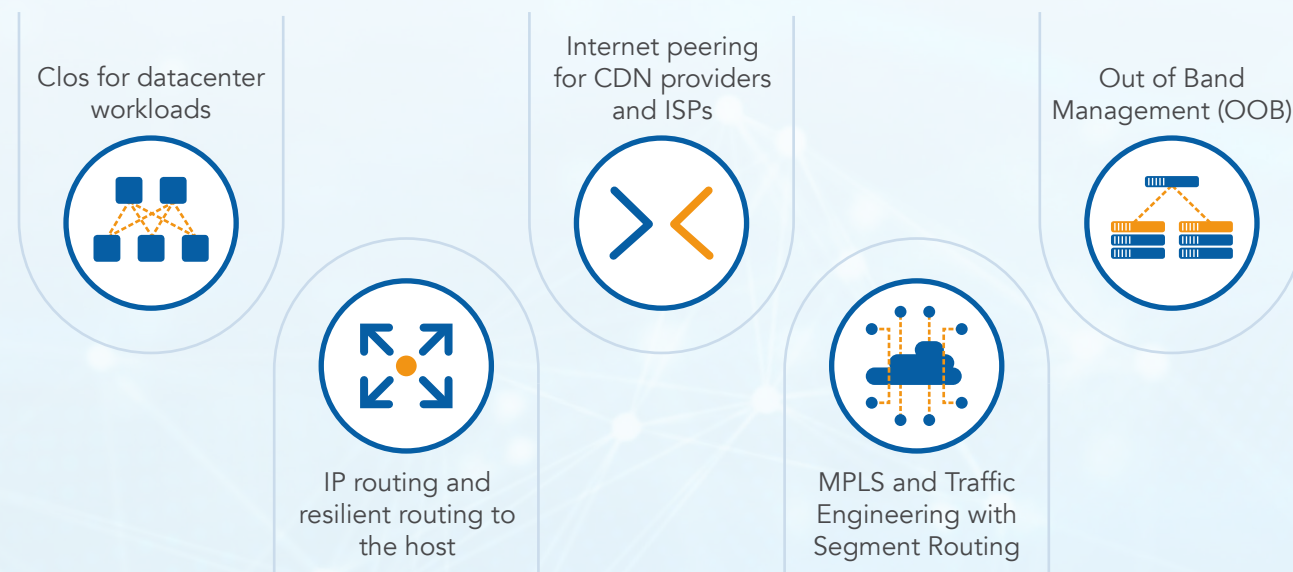 Clos for datacenter
workloads
IP routing and
resilient routing to
the host
Internet peering
for CDN providers
and ISPs
MPLS and Traffic
Engineering with
Segment Routing
Out of Band
Management (OOB)